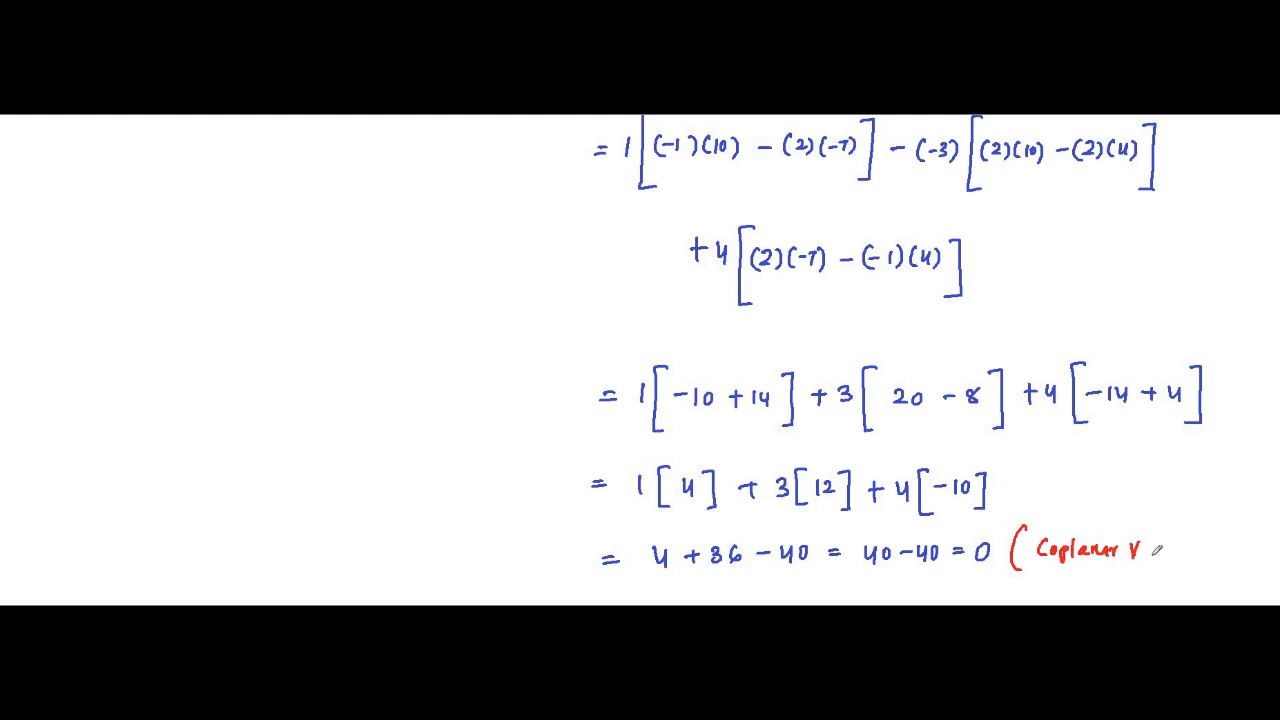 = 1 [(-1)(10) - (2)(-7)] - (-3) [(2)(10) - (2)(4)]
+ 4 [(2)(-7) - (-1)(4)]
= 1 [-10 + 14] + 3 [20 - 8] + 4 [-14 + 4]
= 1 [4] + 3 [12] + 4 [-10]
= 4 + 36 - 40 = 40 - 40 = 0 (Coplanar V